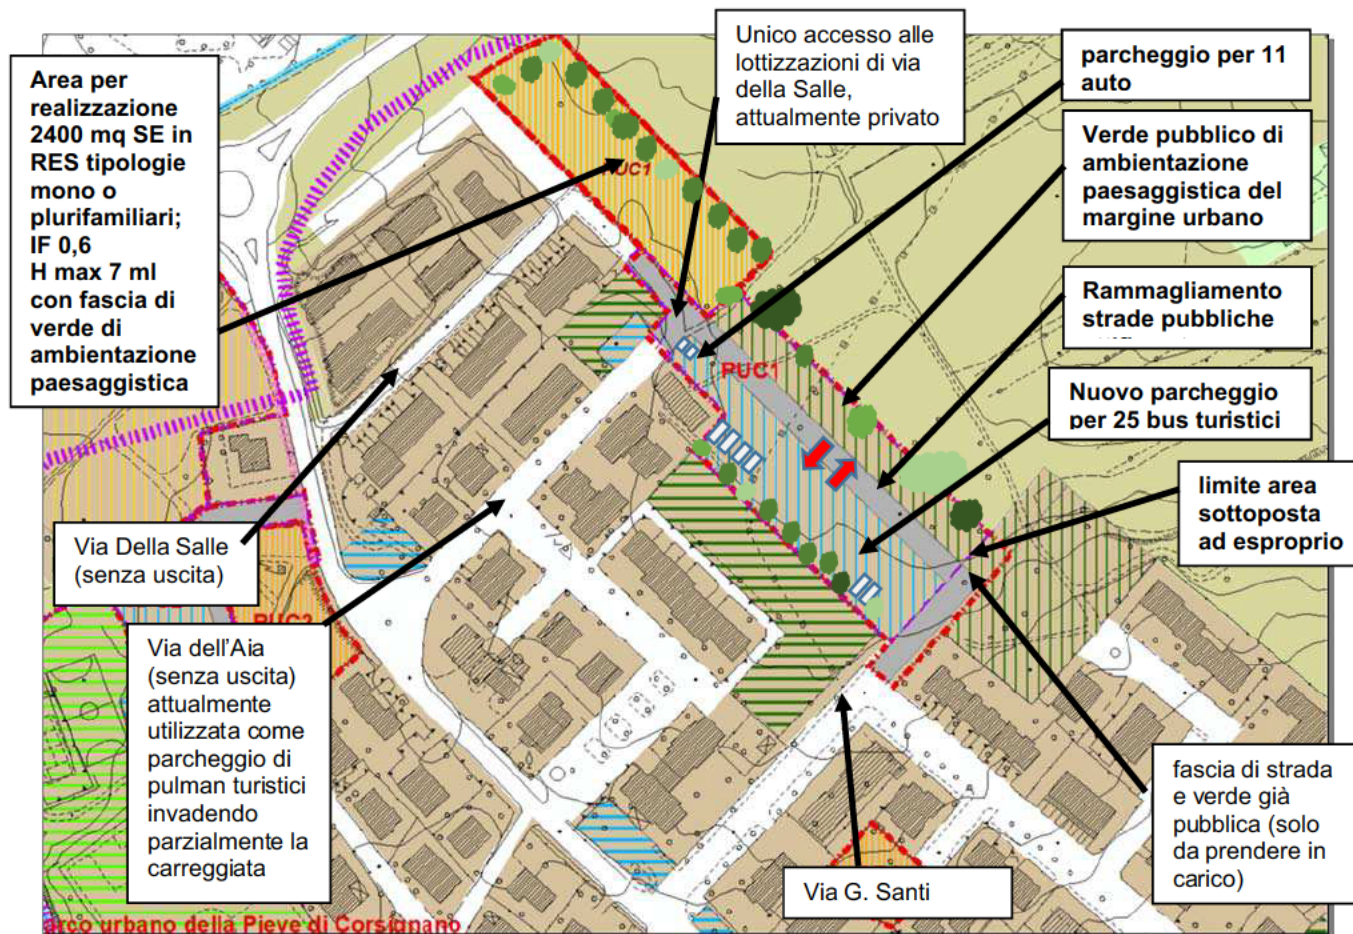 Area per
realizzazione
2400 mq SE in
RES tipologie
mono o
plurifamiliari;
IF 0,6
H max 7 ml
con fascia di
verde di
ambientazione
paesaggistica
Unico accesso alle
lottizzazioni di via
della Salle,
attualmente privato
parcheggio per 11
auto
Verde pubblico di
ambientazione
paesaggistica del
margine urbano
Rammagliamento
strade pubbliche
Nuovo parcheggio
per 25 bus turistici
limite area
sottoposta
ad esproprio
fascia di strada
e verde già
pubblica (solo
da prendere in
carico)
Via G. Santi
Via Della Salle
(senza uscita)
Via dell'Aia
(senza uscita)
attualmente
utilizzata come
parcheggio di
pulman turistici
invadendo
parzialmente la
carreggiata
PUC1
PUC1
PUC2
arco urbano della Pieve di Corsignano